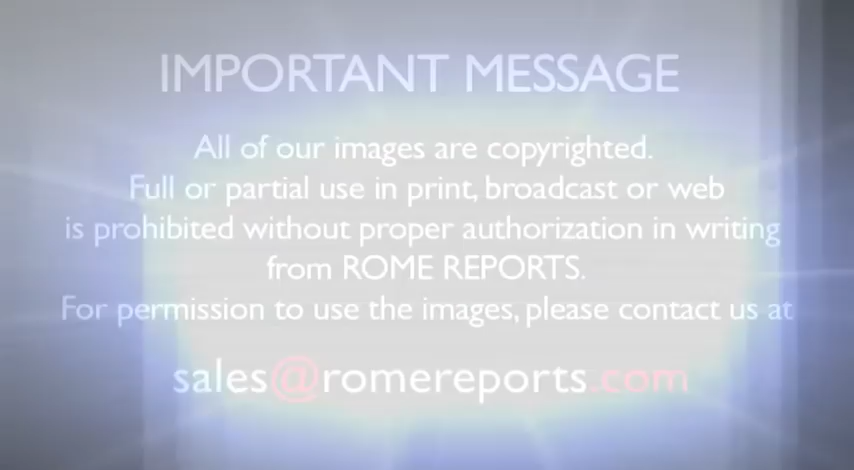 IMPORTANT MESSAGE
All of our images are copyrighted.
Full or partial use in print, broadcast or web
is prohibited without proper authorization in writing
from ROME REPORTS.
For permission to use the images, please contact us at
sales@romereports.com